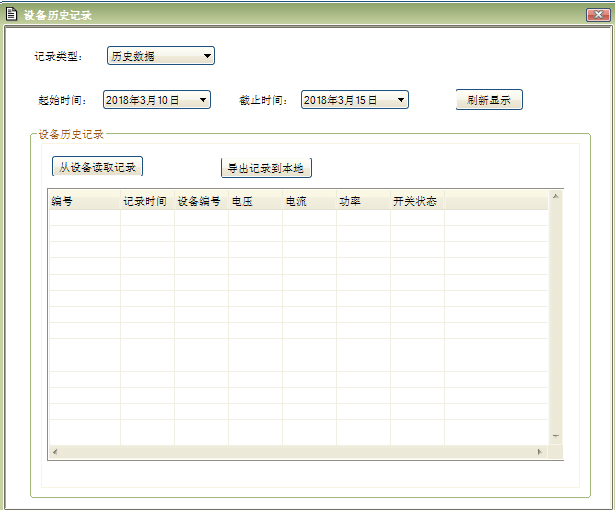 设备历史记录
记录类型： 历史数据
起始时间： 2018年3月10日 截止时间： 2018年3月15日 刷新显示
设备历史记录
从设备读取记录 导出记录到本地
编号 记录时间 设备编号 电压 电流 功率 开关状态